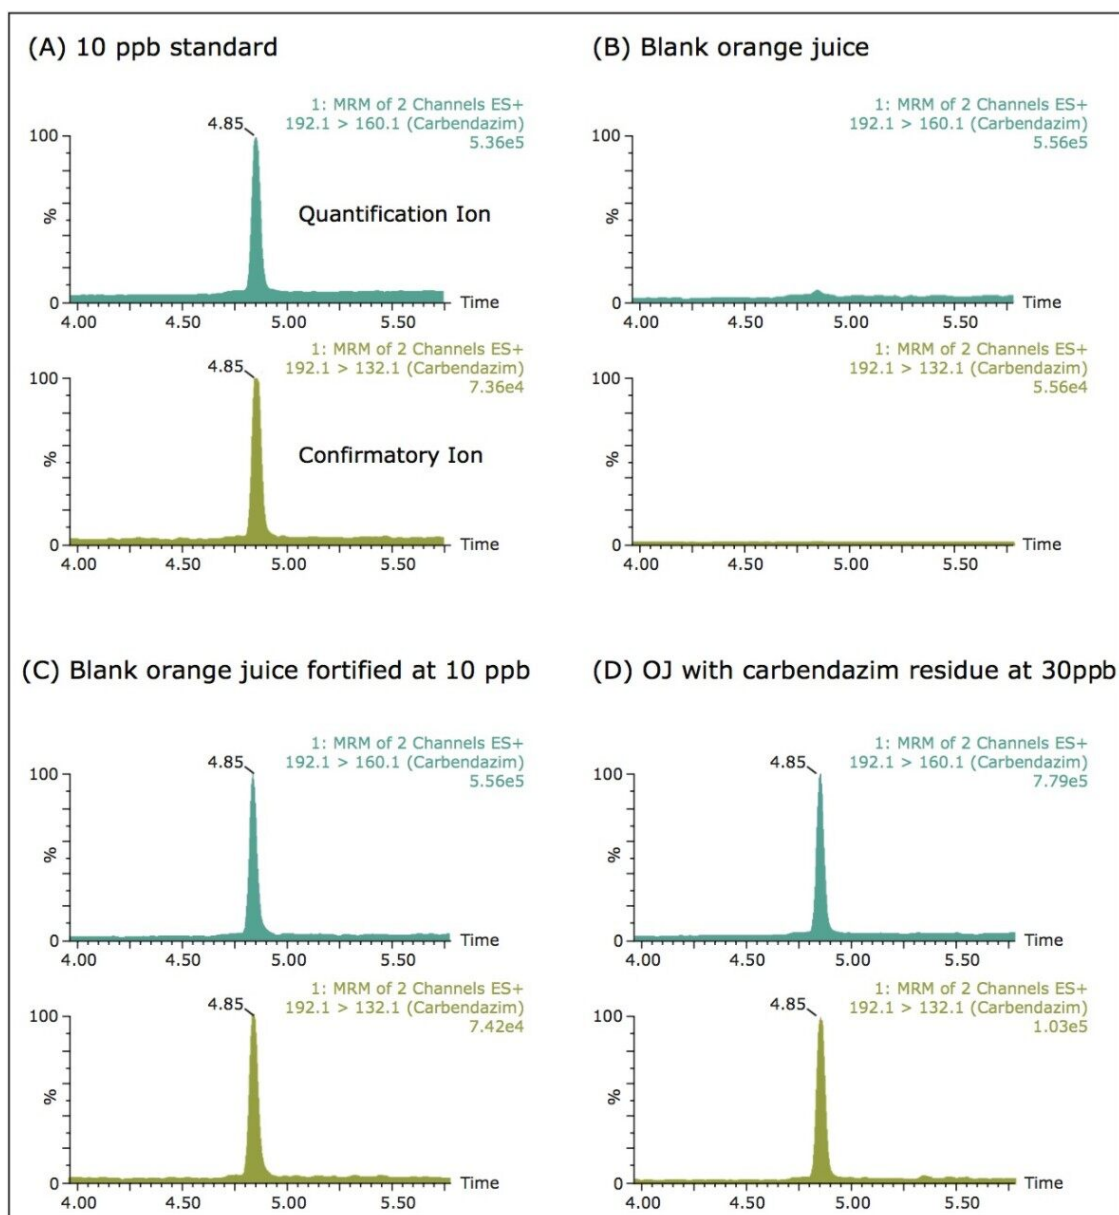 (A) 10 ppb standard
1: MRM of 2 Channels ES+
192.1 > 160.1 (Carbendazim)
5.36e5
4.85
100
%
0
Quantification Ion
Time
4.00 4.50 5.00 5.50
1: MRM of 2 Channels ES+
192.1 > 132.1 (Carbendazim)
7.36e4
4.85
100
%
0
Confirmatory Ion
Time
4.00 4.50 5.00 5.50
(B) Blank orange juice
1: MRM of 2 Channels ES+
192.1 > 160.1 (Carbendazim)
5.56e5
100
%
0
Time
4.00 4.50 5.00 5.50
1: MRM of 2 Channels ES+
192.1 > 132.1 (Carbendazim)
5.56e4
100
%
0
Time
4.00 4.50 5.00 5.50
(C) Blank orange juice fortified at 10 ppb
1: MRM of 2 Channels ES+
192.1 > 160.1 (Carbendazim)
5.56e5
4.85
100
%
0
Time
4.00 4.50 5.00 5.50
1: MRM of 2 Channels ES+
192.1 > 132.1 (Carbendazim)
7.42e4
4.85
100
%
0
Time
4.00 4.50 5.00 5.50
(D) OJ with carbendazim residue at 30ppb
1: MRM of 2 Channels ES+
192.1 > 160.1 (Carbendazim)
7.79e5
4.85
100
%
0
Time
4.00 4.50 5.00 5.50
1: MRM of 2 Channels ES+
192.1 > 132.1 (Carbendazim)
1.03e5
4.85
100
%
0
Time
4.00 4.50 5.00 5.50